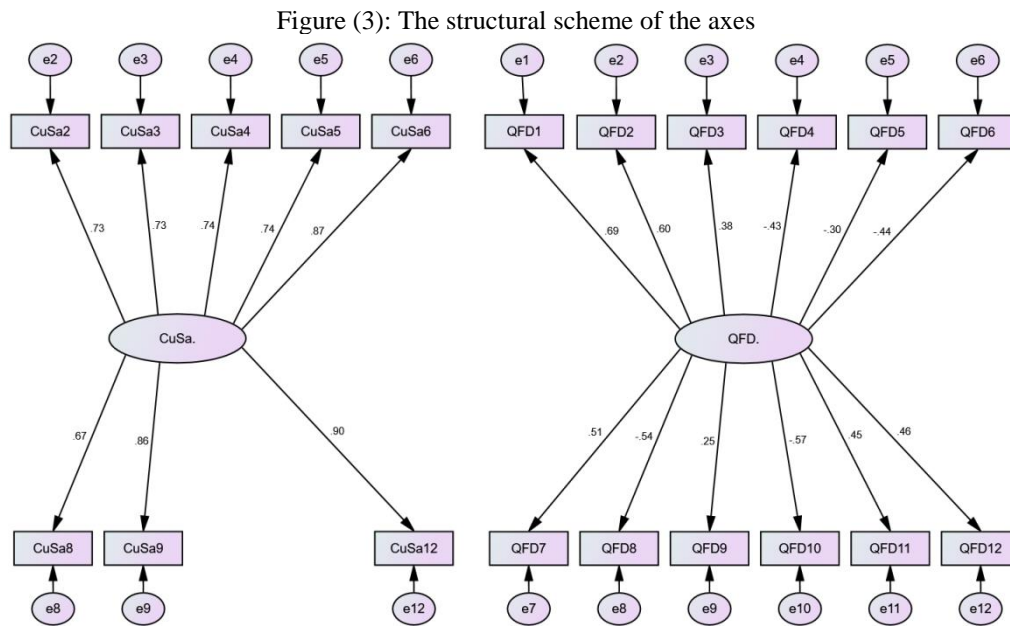 Figure (3): The structural scheme of the axes
e2 e3 e4 e5 e6 e1 e2 e3 e4 e5 e6
CuSa2 CuSa3 CuSa4 CuSa5 CuSa6 QFD1 QFD2 QFD3 QFD4 QFD5 QFD6
.73 .73 .74 .74 .87 .69 .60 .38 -.43 -.30 -.44
CuSa. QFD.
.67 .86 .90 .51 -.54 .25 -.57 .45 .46
CuSa8 CuSa9 CuSa12 QFD7 QFD8 QFD9 QFD10 QFD11 QFD12
e8 e9 e12 e7 e8 e9 e10 e11 e12